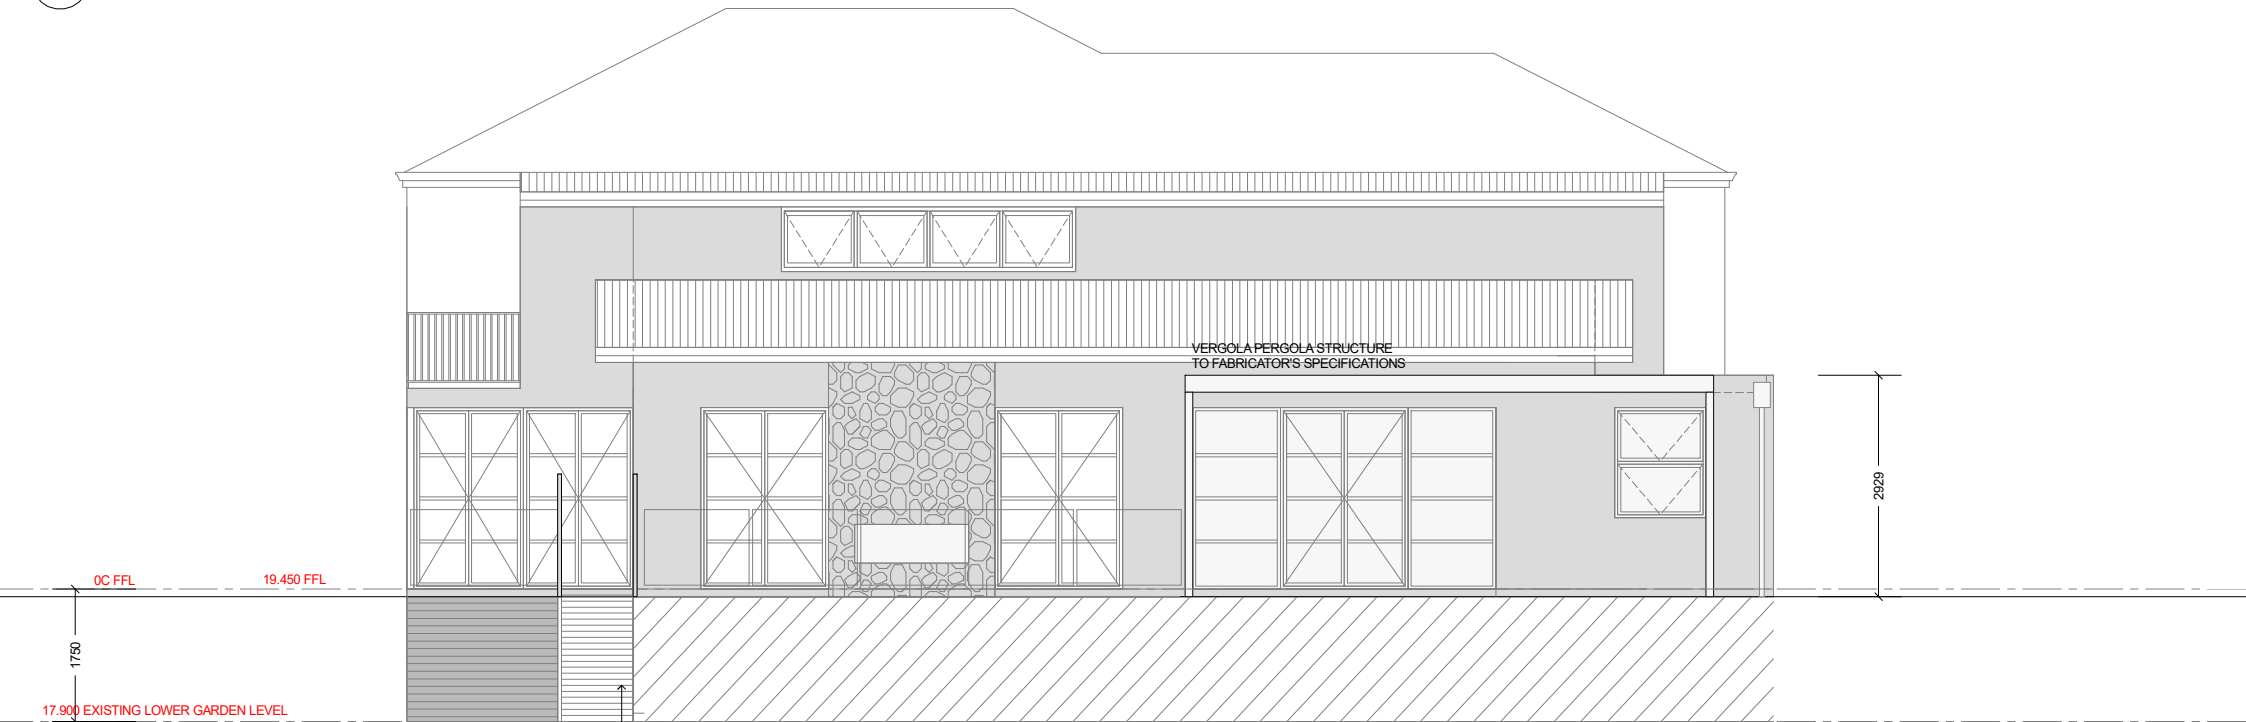 VERGOLA PERGOLA STRUCTURE
TO FABRICATOR'S SPECIFICATIONS
2929
0C FFL
19.450 FFL
1750
17.900 EXISTING LOWER GARDEN LEVEL